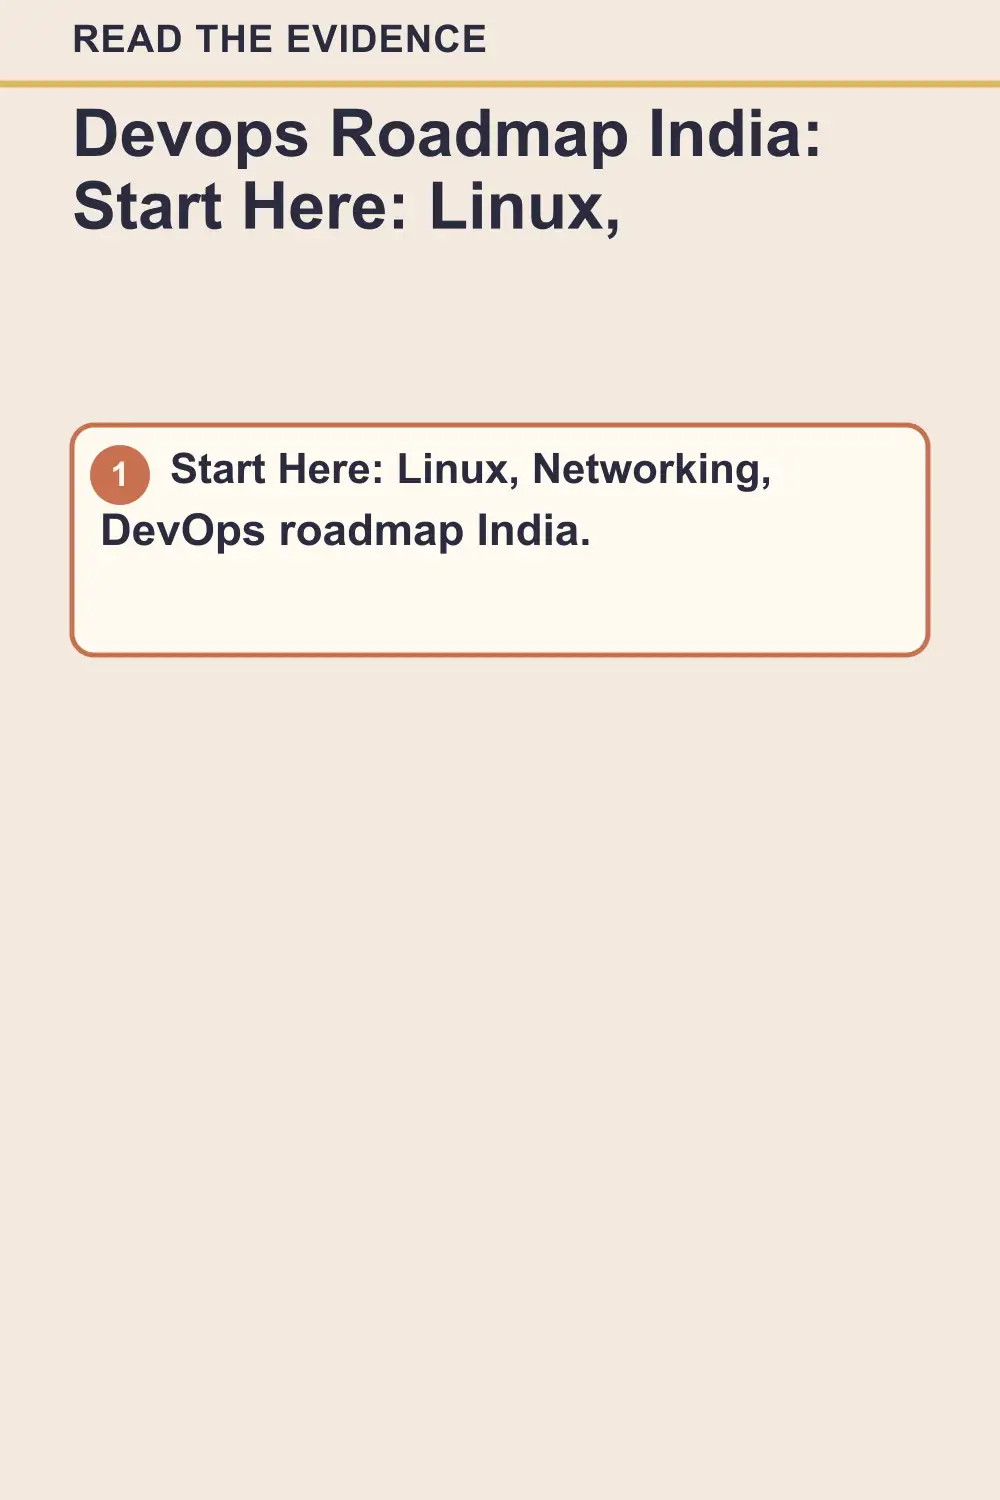 READ THE EVIDENCE
Devops Roadmap India:
Start Here: Linux,
1 Start Here: Linux, Networking,
DevOps roadmap India.